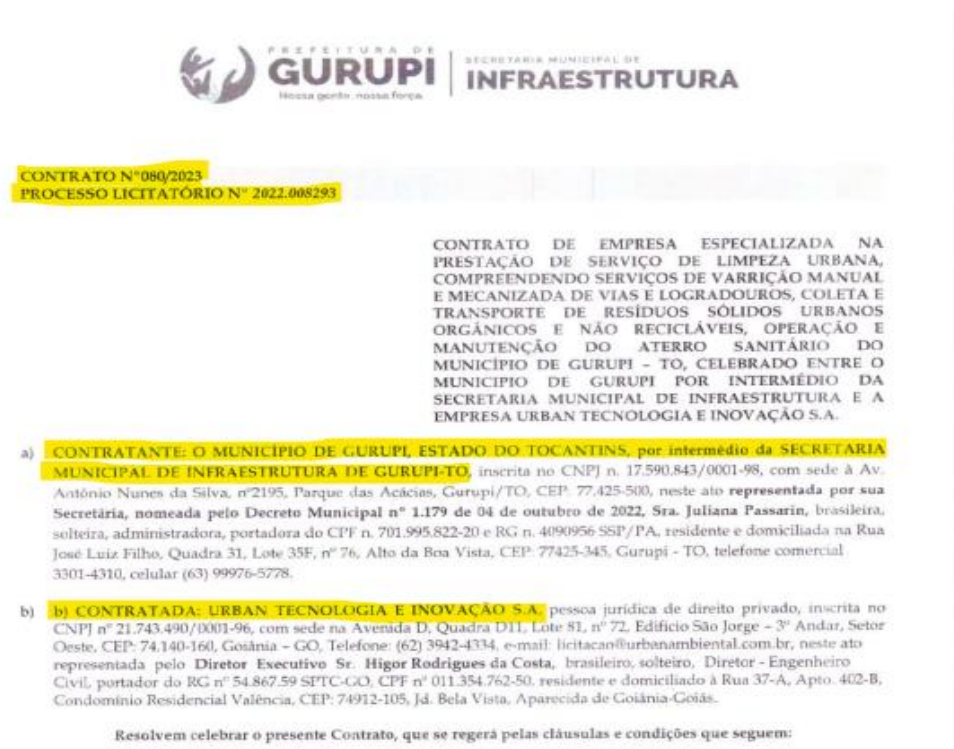 PREFEITURA DE
GURUPI
Nossa gente, nossa força.
SECRETARIA MUNICIPAL DE
INFRAESTRUTURA
CONTRATO N°080/2023
PROCESSO LICITATÓRIO N° 2022.008293
CONTRATO DE EMPRESA ESPECIALIZADA NA
PRESTAÇÃO DE SERVIÇO DE LIMPEZA URBANA,
COMPREENDENDO SERVIÇOS DE VARRIÇÃO MANUAL
E MECANIZADA DE VIAS E LOGRADOUROS, COLETA E
TRANSPORTE DE RESÍDUOS SÓLIDOS URBANOS
ORGÂNICOS E NÃO RECICLÁVEIS, OPERAÇÃO E
MANUTENÇÃO DO ATERRO SANITÁRIO DO
MUNICÍPIO DE GURUPI – TO, CELEBRADO ENTRE O
MUNICIPIO DE GURUPI POR INTERMÉDIO DA
SECRETARIA MUNICIPAL DE INFRAESTRUTURA E A
EMPRESA URBAN TECNOLOGIA E INOVAÇÃO S.A.
a) CONTRATANTE: O MUNICÍPIO DE GURUPI, ESTADO DO TOCANTINS, por intermédio da SECRETARIA
MUNICIPAL DE INFRAESTRUTURA DE GURUPI-TO, inscrita no CNPJ n. 17.590.843/0001-98, com sede à Av.
Antônio Nunes da Silva, nº2195, Parque das Acácias, Gurupi/TO, CEP: 77.425-500, neste ato representada por sua
Secretária, nomeada pelo Decreto Municipal nº 1.179 de 04 de outubro de 2022, Sra. Juliana Passarin, brasileira,
solteira, administradora, portadora do CPF n. 701.995.822-20 e RG n. 4090956 SSP/PA, residente e domiciliada na Rua
José Luiz Filho, Quadra 31, Lote 35F, nº 76, Alto da Boa Vista, CEP: 77425-345, Gurupi - TO, telefone comercial
3301-4310, celular (63) 99976-5778.
b) b) CONTRATADA: URBAN TECNOLOGIA E INOVAÇÃO S.A, pessoa jurídica de direito privado, inscrita no
CNPJ nº 21.743.490/0001-96, com sede na Avenida D, Quadra D11, Lote 81, nº 72, Edifício São Jorge – 3º Andar, Setor
Oeste, CEP: 74.140-160, Goiânia – GO, Telefone: (62) 3942-4334, e-mail: licitacao@urbanambiental.com.br, neste ato
representada pelo Diretor Executivo Sr. Higor Rodrigues da Costa, brasileiro, solteiro, Diretor - Engenheiro
Civil, portador do RG nº 54.867.59 SPTC-GO, CPF nº 011.354.762-50, residente e domiciliado à Rua 37-A, Apto. 402-B,
Condomínio Residencial Valência, CEP: 74912-105, Jd. Bela Vista, Aparecida de Goiânia-Goiás.
Resolvem celebrar o presente Contrato, que se regerá pelas cláusulas e condições que seguem: